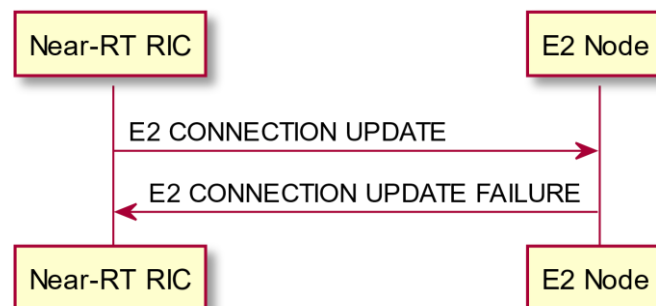 Near-RT RIC
E2 Node
E2 CONNECTION UPDATE
E2 CONNECTION UPDATE FAILURE
Near-RT RIC
E2 Node